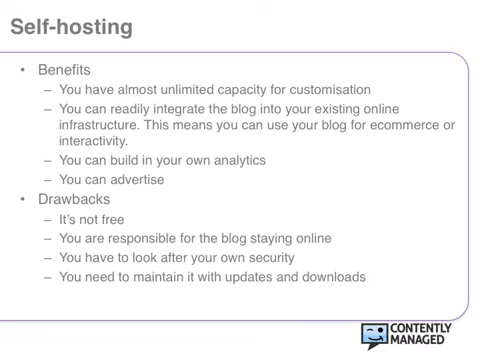 Self-hosting
• Benefits
– You have almost unlimited capacity for customisation
– You can readily integrate the blog into your existing online
infrastructure. This means you can use your blog for ecommerce or
interactivity.
– You can build in your own analytics
– You can advertise
• Drawbacks
– It's not free
– You are responsible for the blog staying online
– You have to look after your own security
– You need to maintain it with updates and downloads
CONTENTLY
MANAGED